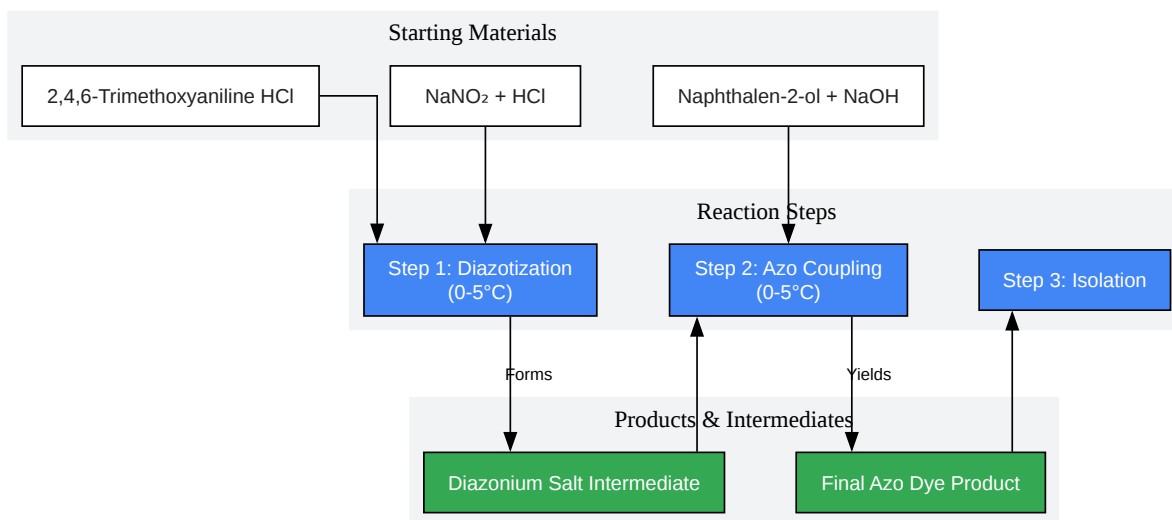 Starting Materials
2,4,6-Trimethoxyaniline HCl
NaNO₂ + HCl
Naphthalen-2-ol + NaOH
Reaction Steps
Step 1: Diazotization
(0-5°C)
Step 2: Azo Coupling
(0-5°C)
Step 3: Isolation
Forms
Yields
Products & Intermediates
Diazonium Salt Intermediate
Final Azo Dye Product